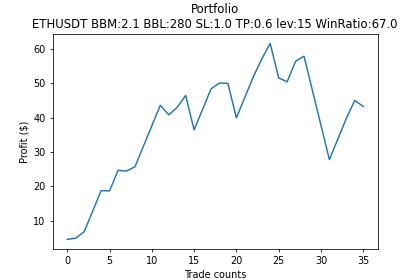 Portfolio
ETHUSDT BBM:2.1 BBL:280 SL:1.0 TP:0.6 lev:15 WinRatio:67.0
60
50
40
30
20
10
Profit ($)
0 5 10 15 20 25 30 35
Trade counts